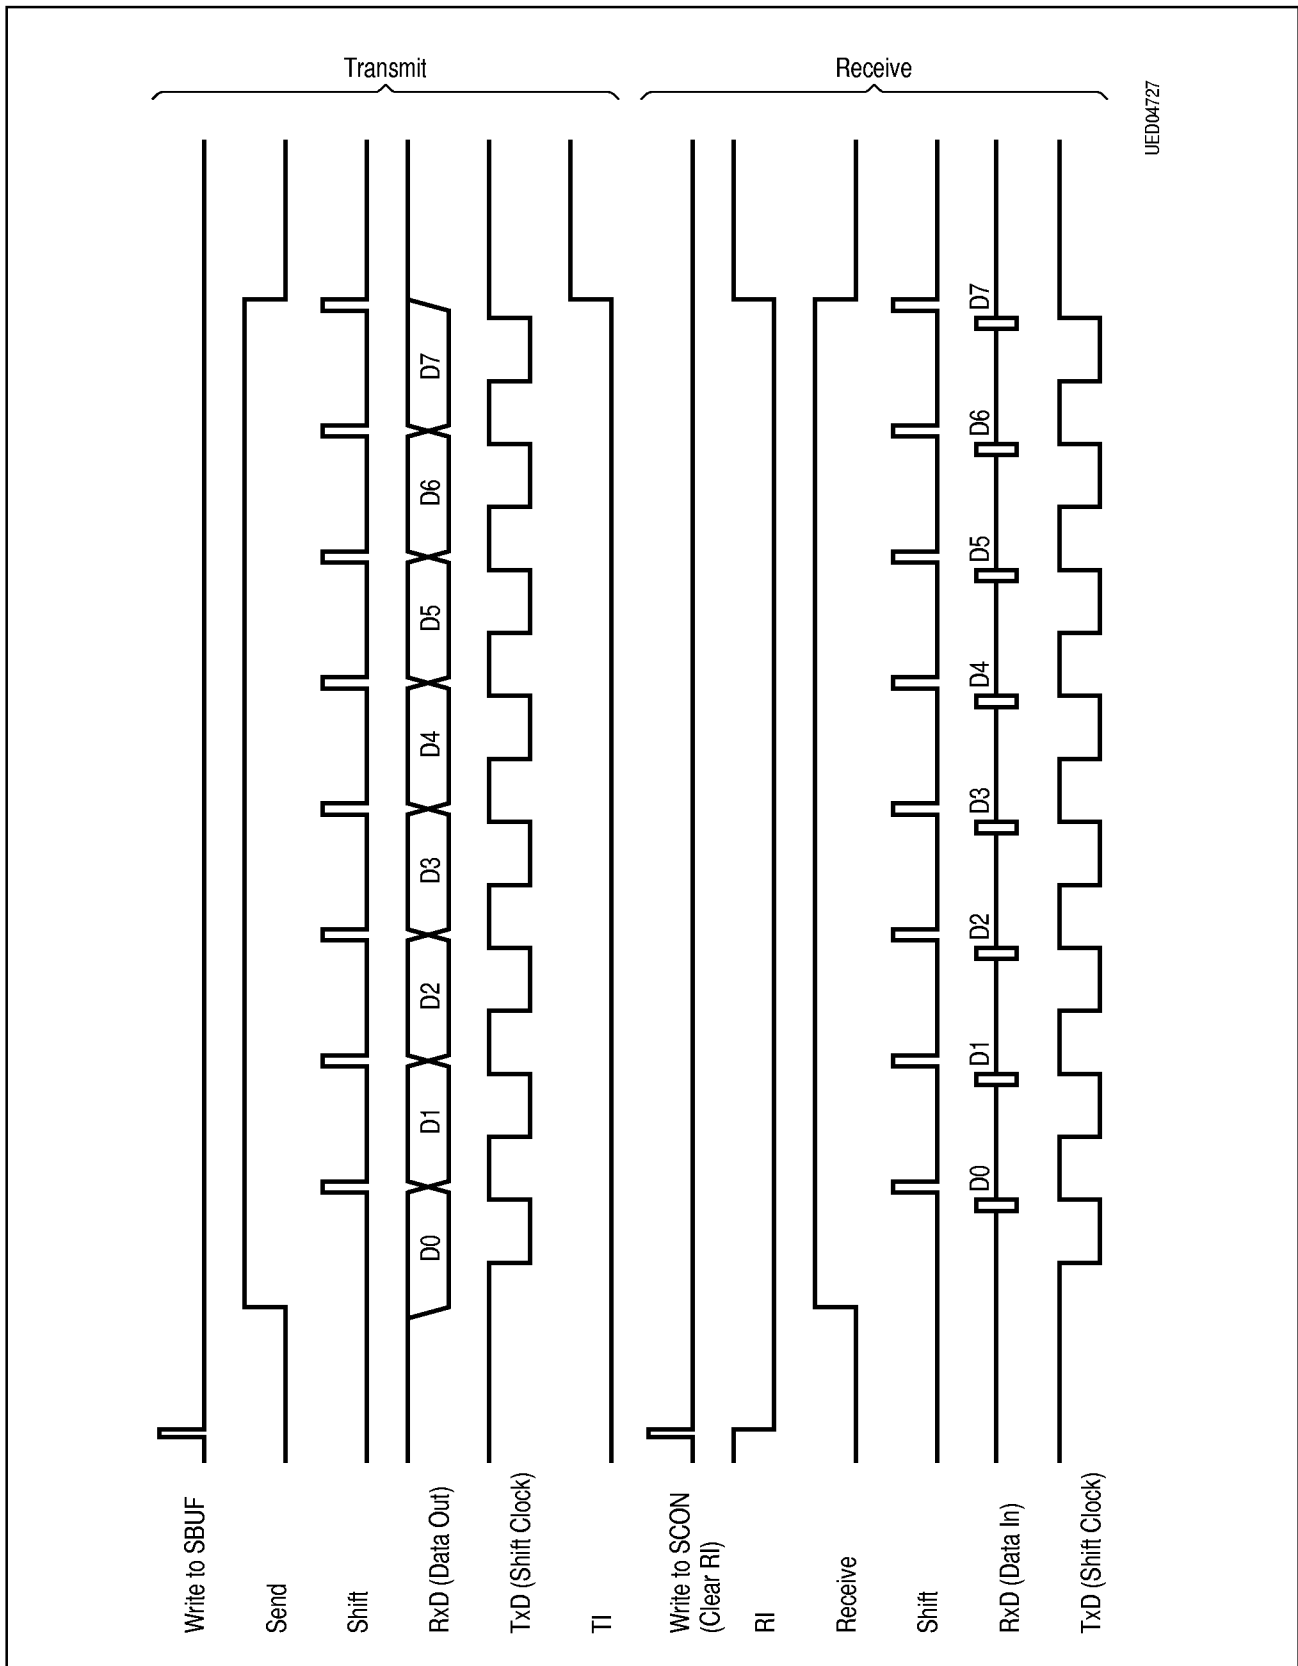 Transmit
Write to SBUF
Send
Shift
RxD (Data Out)
D0 D1 D2 D3 D4 D5 D6 D7
TxD (Shift Clock)
TI
Receive
Write to SCON
(Clear RI)
RI
Receive
Shift
RxD (Data In)
D0 D1 D2 D3 D4 D5 D6 D7
TxD (Shift Clock)
UED04727